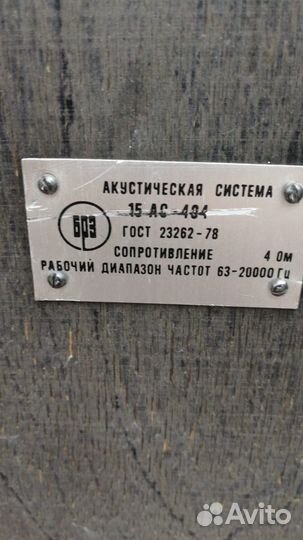 АКУСТИЧЕСКАЯ СИСТЕМА
15 АС-404
БРЗ
ГОСТ 23262-78
СОПРОТИВЛЕНИЕ 4 ОМ
РАБОЧИЙ ДИАПАЗОН ЧАСТОТ 63-20000 Гц
Avito